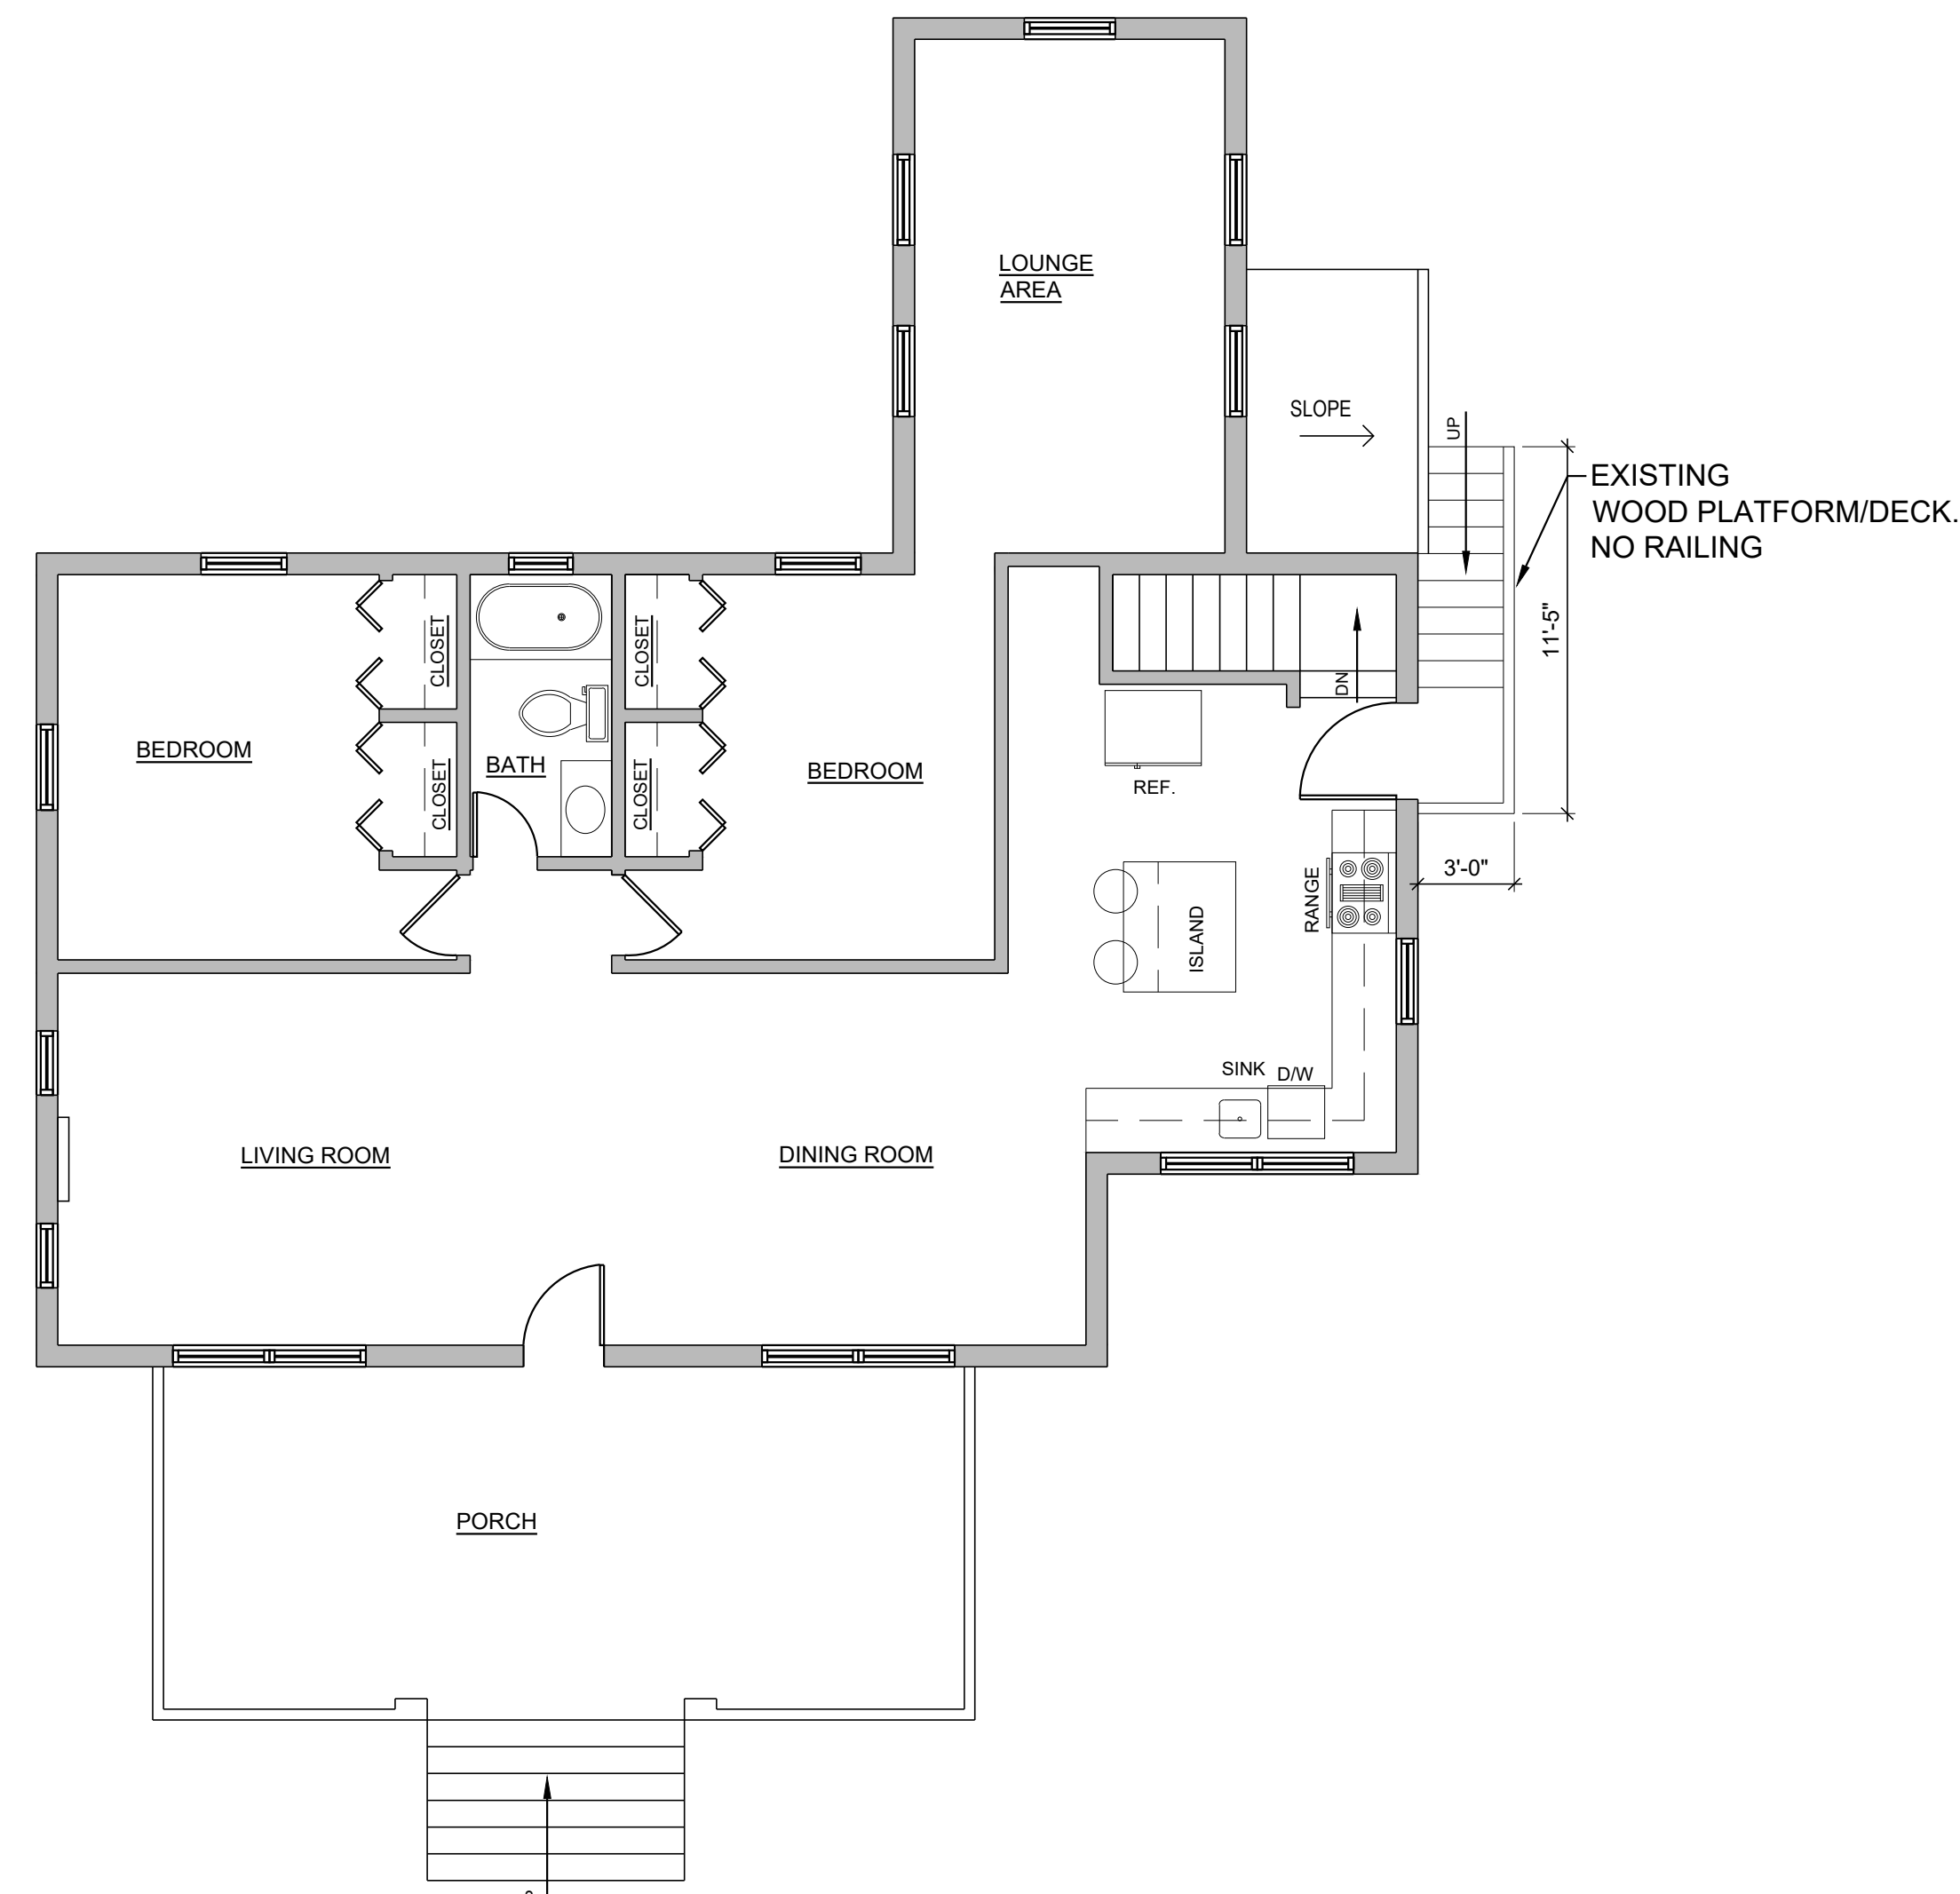 LOUNGE
AREA
SLOPE
UP
EXISTING
WOOD PLATFORM/DECK.
NO RAILING
11'-5"
CLOSET
CLOSET
DN
BEDROOM
BATH
BEDROOM
CLOSET
CLOSET
REF.
3'-0"
RANGE
ISLAND
SINK
D/W
LIVING ROOM
DINING ROOM
PORCH